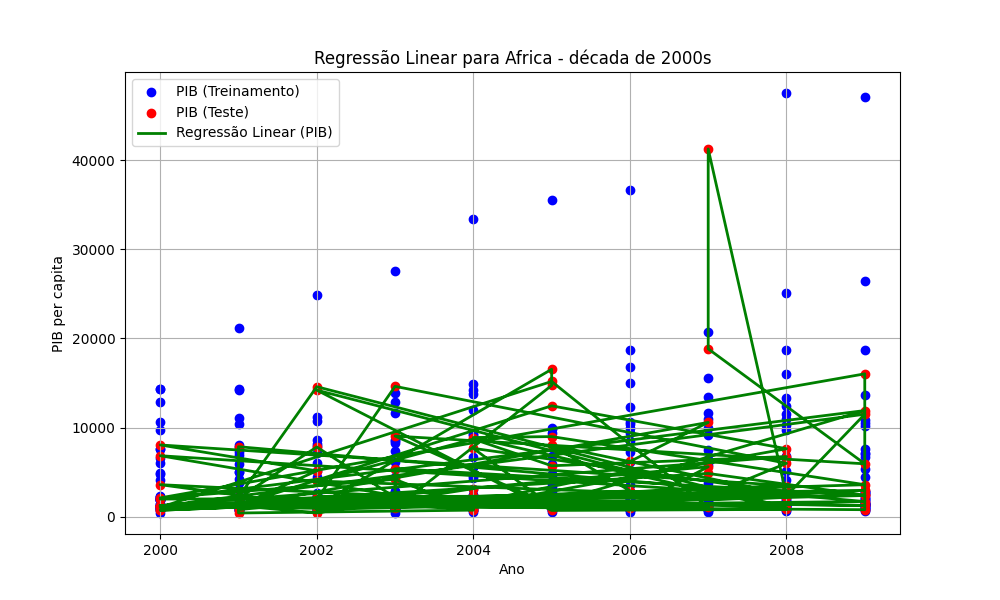 Regressão Linear para Africa - década de 2000s
PIB (Treinamento)
PIB (Teste)
Regressão Linear (PIB)
PIB per capita
40000
30000
20000
10000
0
2000
2002
2004
2006
2008
Ano